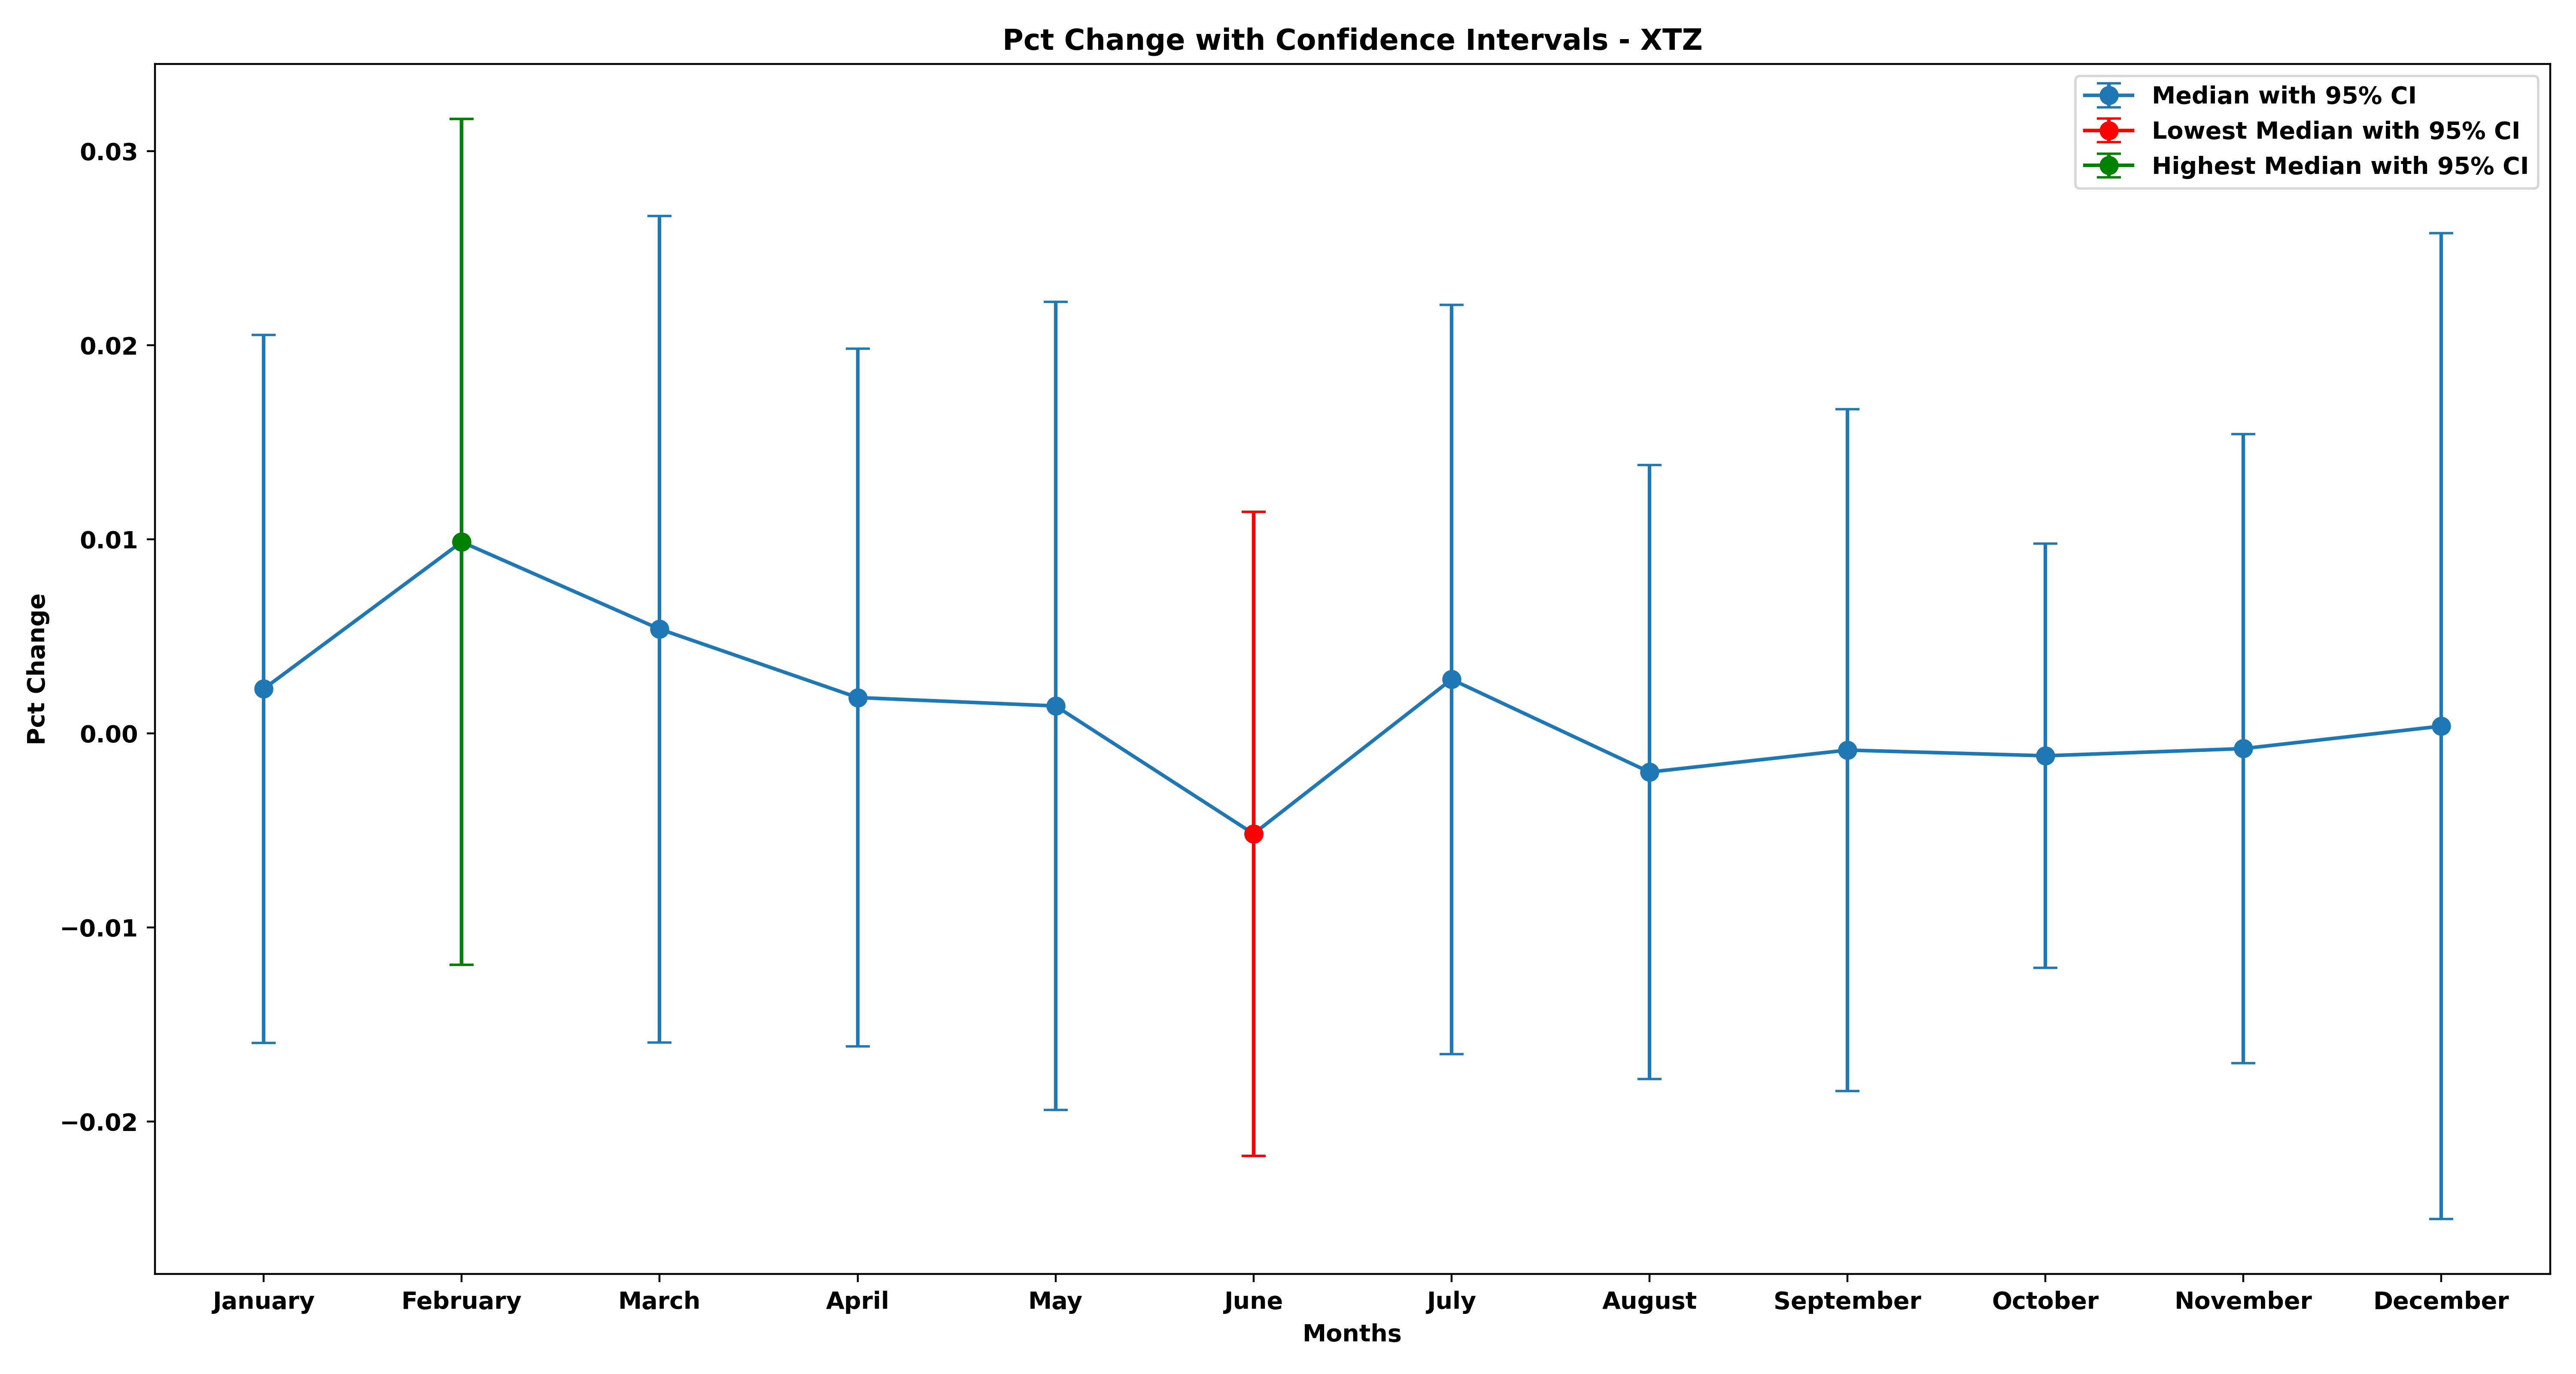 Pct Change with Confidence Intervals - XTZ
Median with 95% CI
Lowest Median with 95% CI
Highest Median with 95% CI
Pct Change
0.03
0.02
0.01
0.00
−0.01
−0.02
January February March April May June July August September October November December
Months